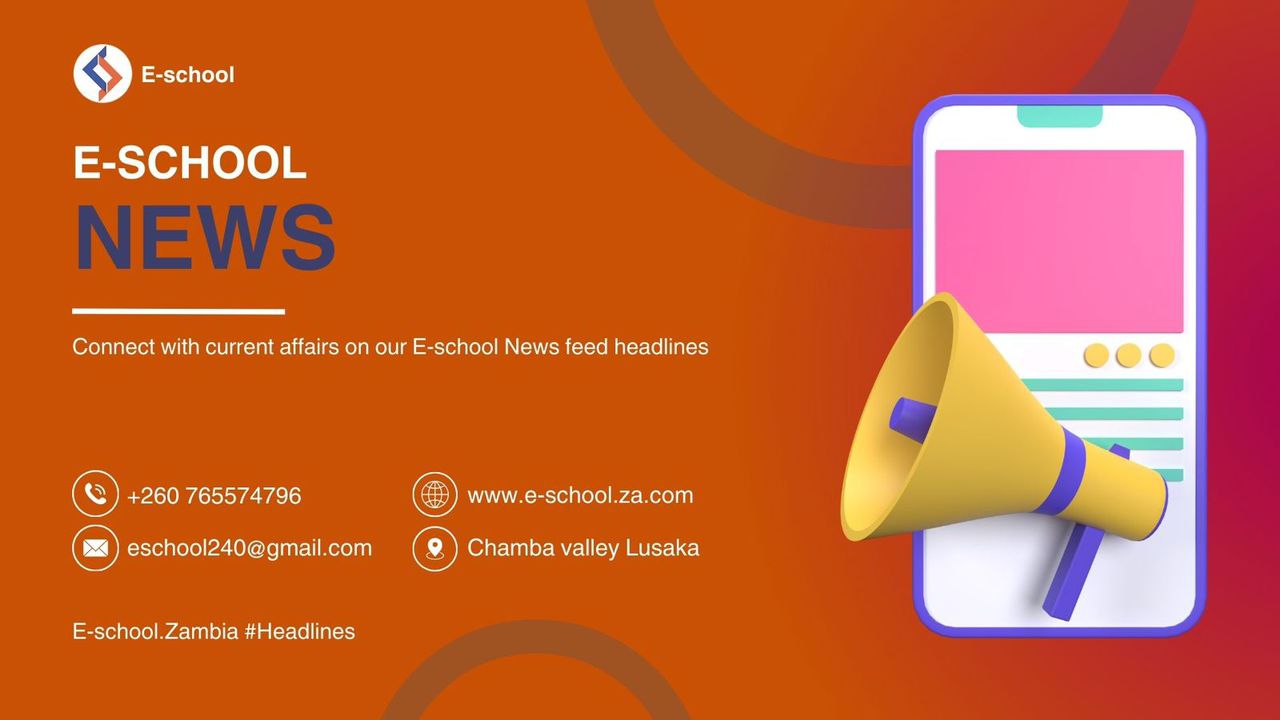 E-school
E-SCHOOL
NEWS
Connect with current affairs on our E-school News feed headlines
+260 765574796
www.e-school.za.com
eschool240@gmail.com
Chamba valley Lusaka
E-school.Zambia #Headlines